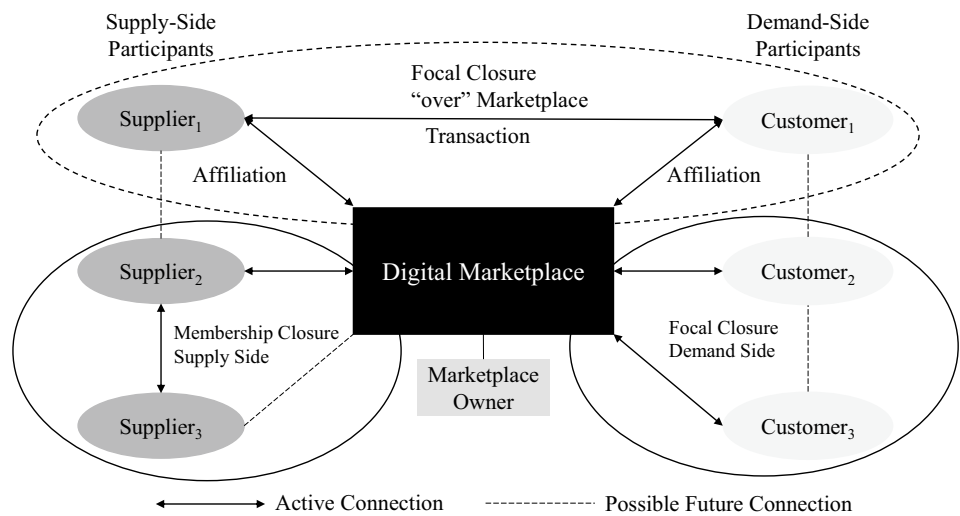 Supply-Side
Participants
Demand-Side
Participants
Focal Closure
“over” Marketplace
Supplier₁
Customer₁
Transaction
Affiliation
Affiliation
Supplier₂
Digital Marketplace
Customer₂
Membership Closure
Supply Side
Focal Closure
Demand Side
Marketplace
Owner
Supplier₃
Customer₃
Active Connection
Possible Future Connection